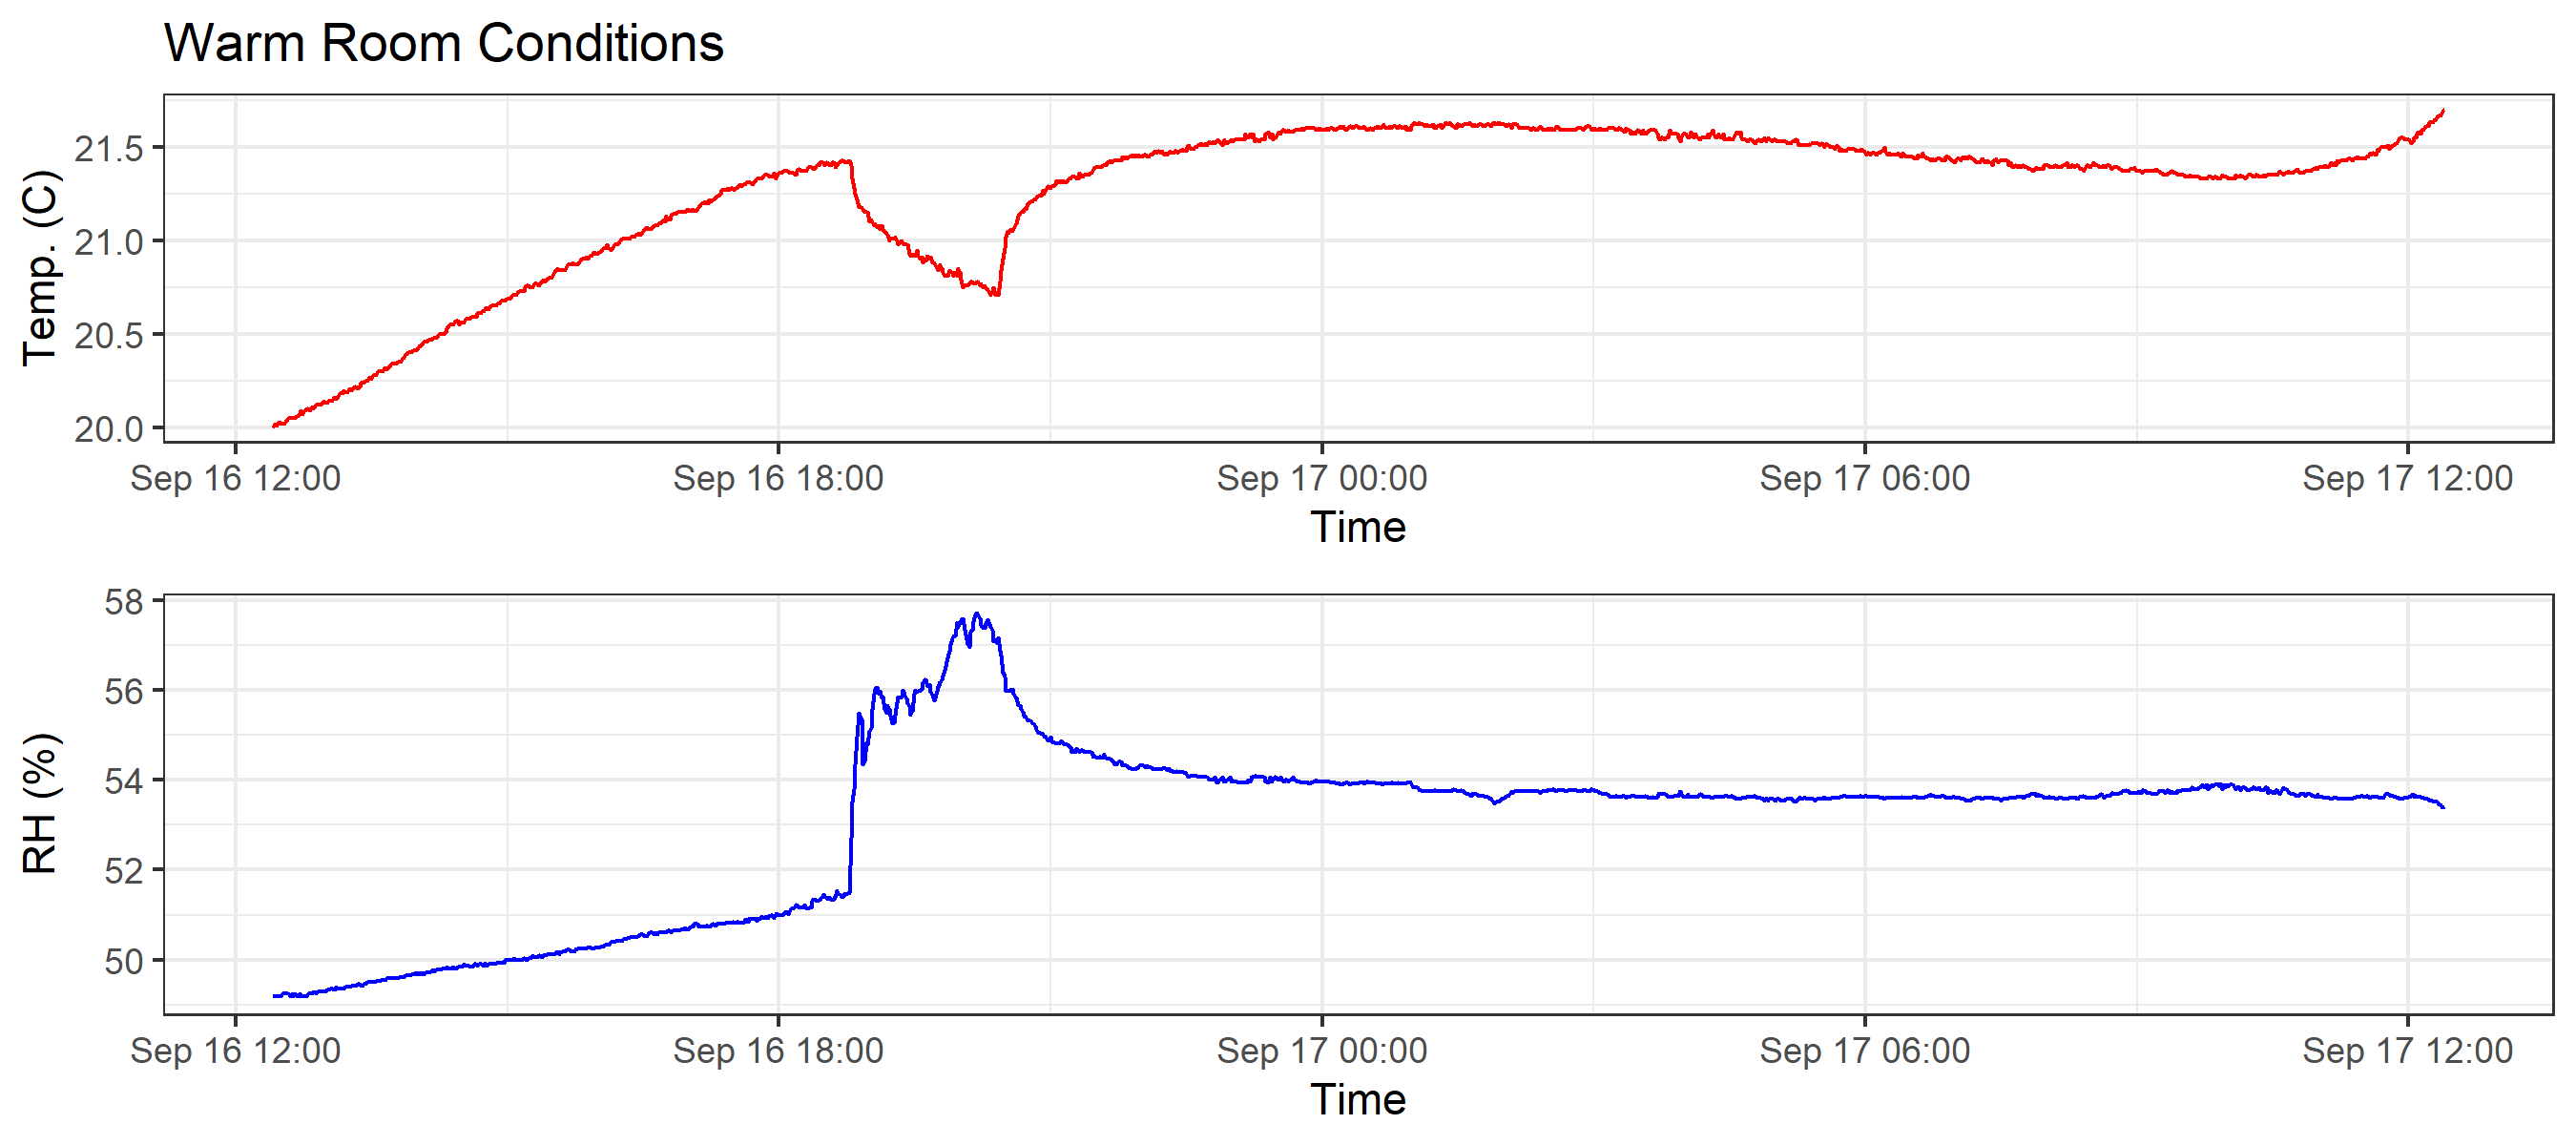 Warm Room Conditions
Temp. (C)
21.5
21.0
20.5
20.0
Sep 16 12:00 Sep 16 18:00 Sep 17 00:00 Sep 17 06:00 Sep 17 12:00
Time
RH (%)
58
56
54
52
50
Sep 16 12:00 Sep 16 18:00 Sep 17 00:00 Sep 17 06:00 Sep 17 12:00
Time